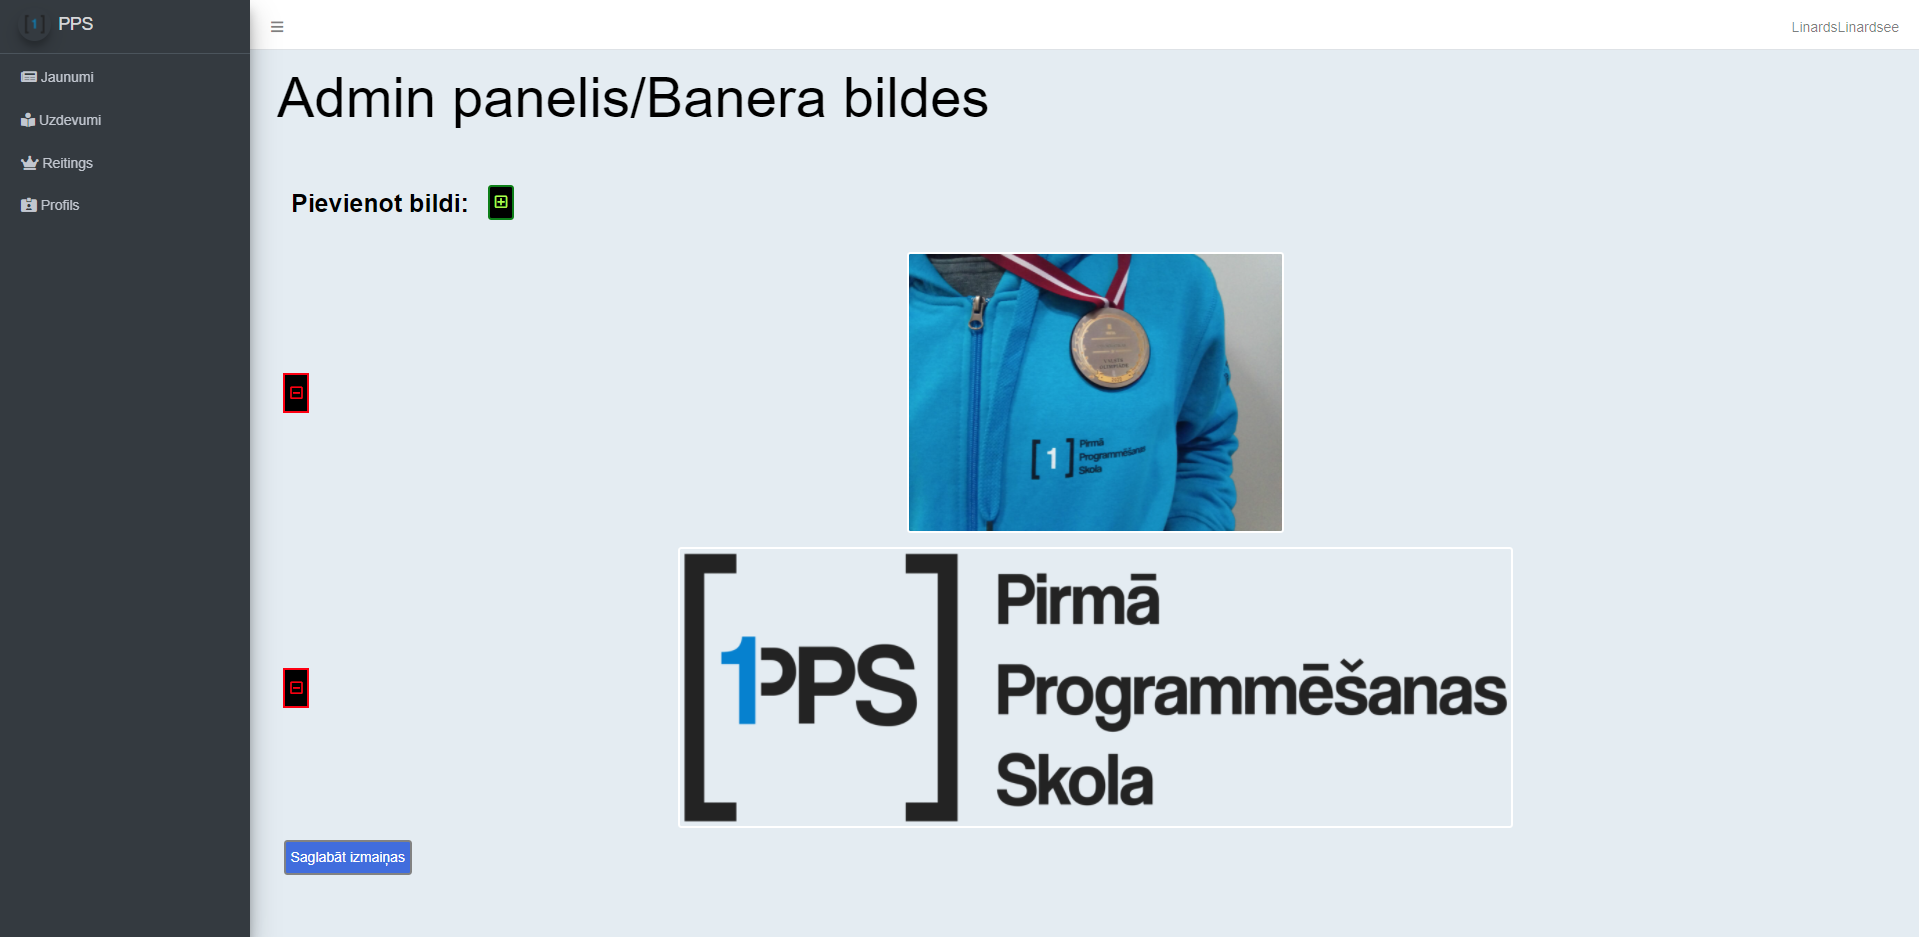 PPS
LinardsLinardsee
Jaunumi
Uzdevumi
Reitings
Profils
Admin panelis/Banera bildes
Pievienot bildi:
[1] Pirmā
Programmēšanas
Skola
[1PPS]
Pirmā
Programmēšanas
Skola
Saglabāt izmaiņas